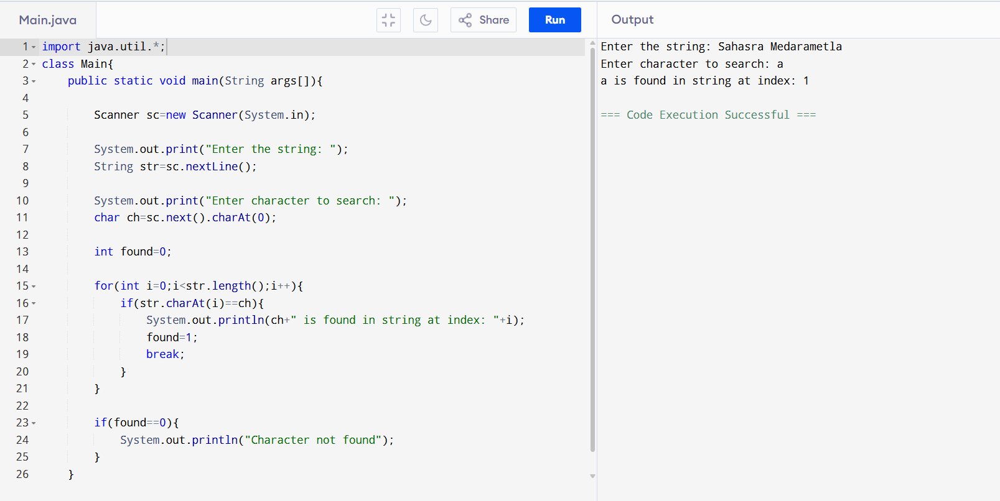 Main.java
Share
Run
Output
1 import java.util.*;
2 class Main{
3     public static void main(String args[]){
4
5         Scanner sc=new Scanner(System.in);
6
7         System.out.print("Enter the string: ");
8         String str=sc.nextLine();
9
10         System.out.print("Enter character to search: ");
11         char ch=sc.next().charAt(0);
12
13         int found=0;
14
15         for(int i=0;i<str.length();i++){
16             if(str.charAt(i)==ch){
17                 System.out.println(ch+" is found in string at index: "+i);
18                 found=1;
19                 break;
20             }
21         }
22
23         if(found==0){
24             System.out.println("Character not found");
25         }
26     }
Enter the string: Sahasra Medarametla
Enter character to search: a
a is found in string at index: 1
=== Code Execution Successful ===